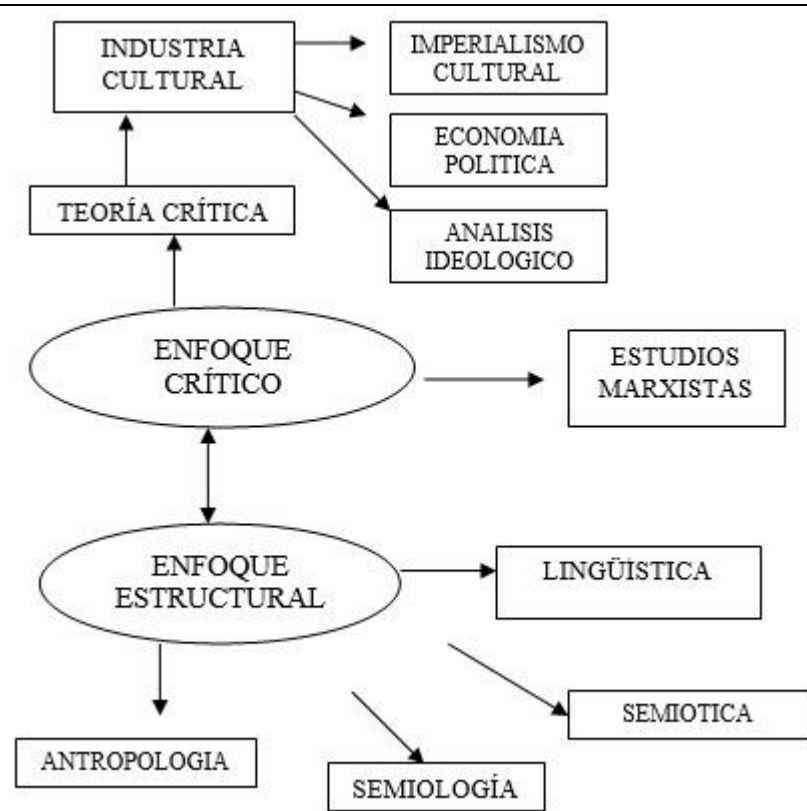 INDUSTRIA
CULTURAL
IMPERIALISMO
CULTURAL
ECONOMIA
POLITICA
TEORÍA CRÍTICA
ANALISIS
IDEOLOGICO
ENFOQUE
CRÍTICO
ESTUDIOS
MARXISTAS
ENFOQUE
ESTRUCTURAL
LINGÜÍSTICA
SEMIOTICA
ANTROPOLOGIA
SEMIOLOGÍA